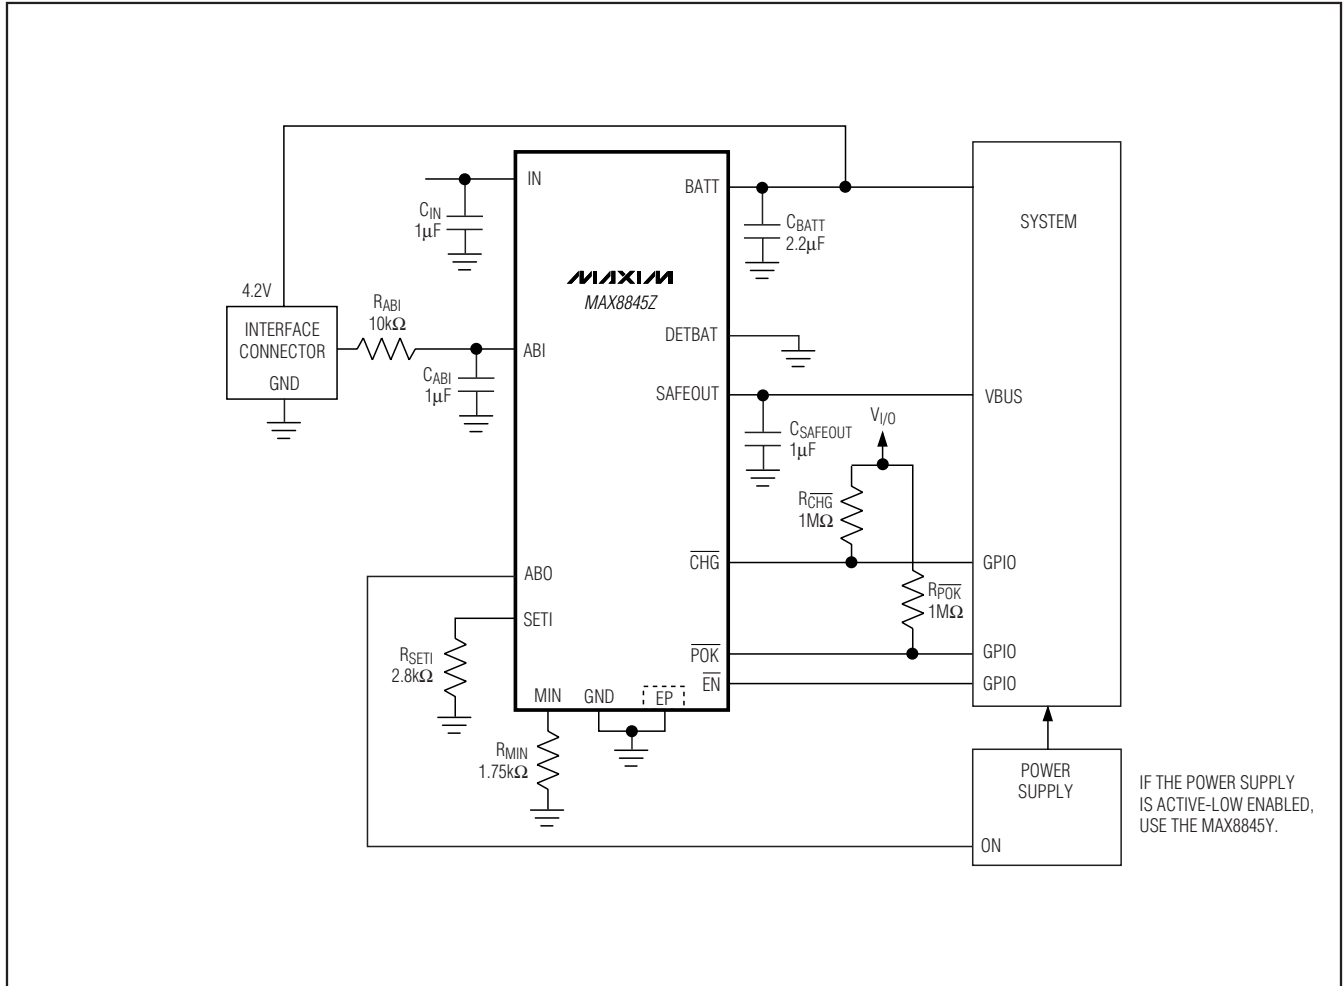 IN
BATT
SYSTEM
CIN
1µF
CBATT
2.2µF
MAXIM
MAX8845Z
4.2V
INTERFACE
CONNECTOR
GND
RABI
10kΩ
ABI
CABI
1µF
DETBAT
SAFEOUT
VBUS
CSAFEOUT
1µF
VI/O
RCHG
1MΩ
CHG
GPIO
RPOK
1MΩ
ABO
SETI
RSETI
2.8kΩ
POK
GPIO
EN
GPIO
MIN
GND
EP
RMIN
1.75kΩ
POWER
SUPPLY
ON
IF THE POWER SUPPLY
IS ACTIVE-LOW ENABLED,
USE THE MAX8845Y.